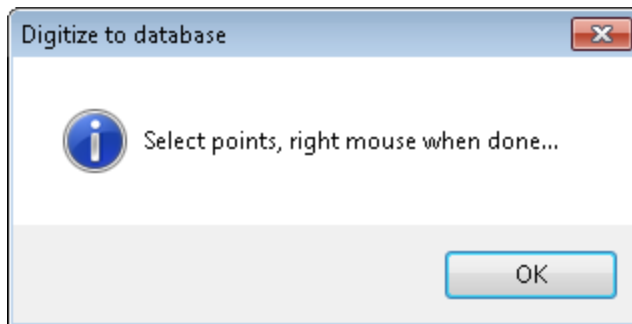 Digitize to database
Select points, right mouse when done...
OK